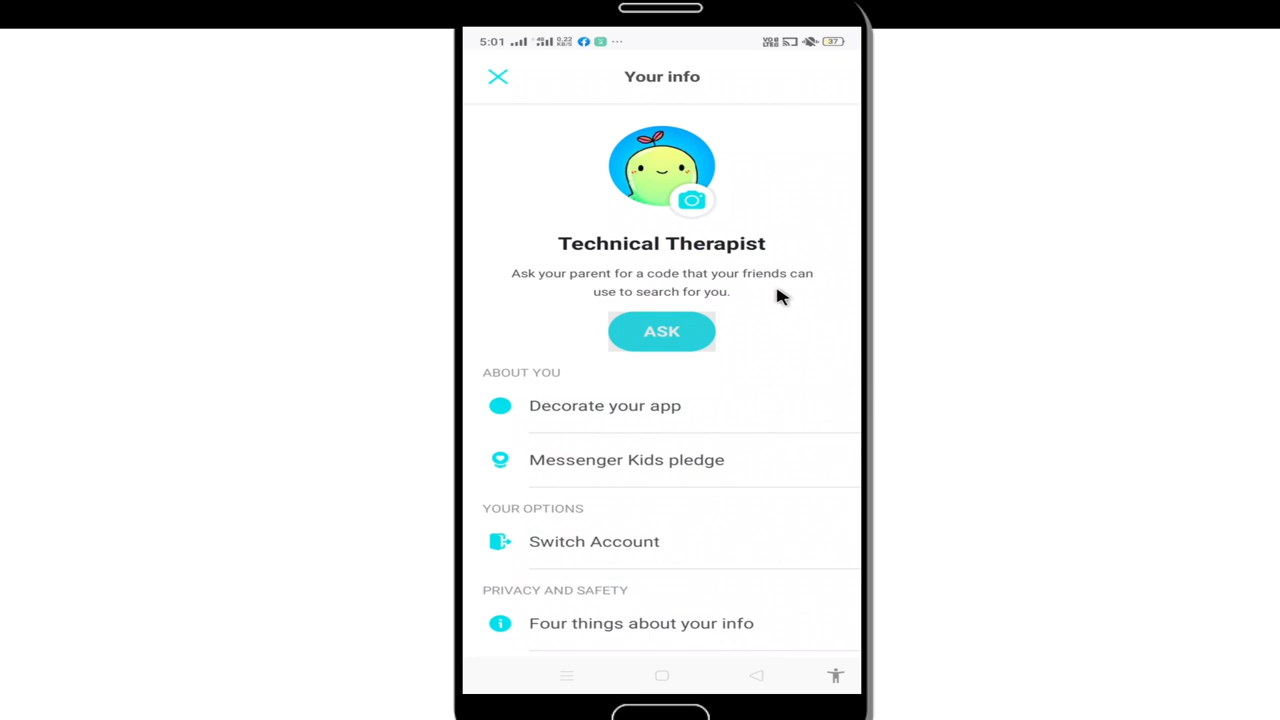 5:01
37
Your info
Technical Therapist
Ask your parent for a code that your friends can
use to search for you.
ASK
ABOUT YOU
Decorate your app
Messenger Kids pledge
YOUR OPTIONS
Switch Account
PRIVACY AND SAFETY
Four things about your info